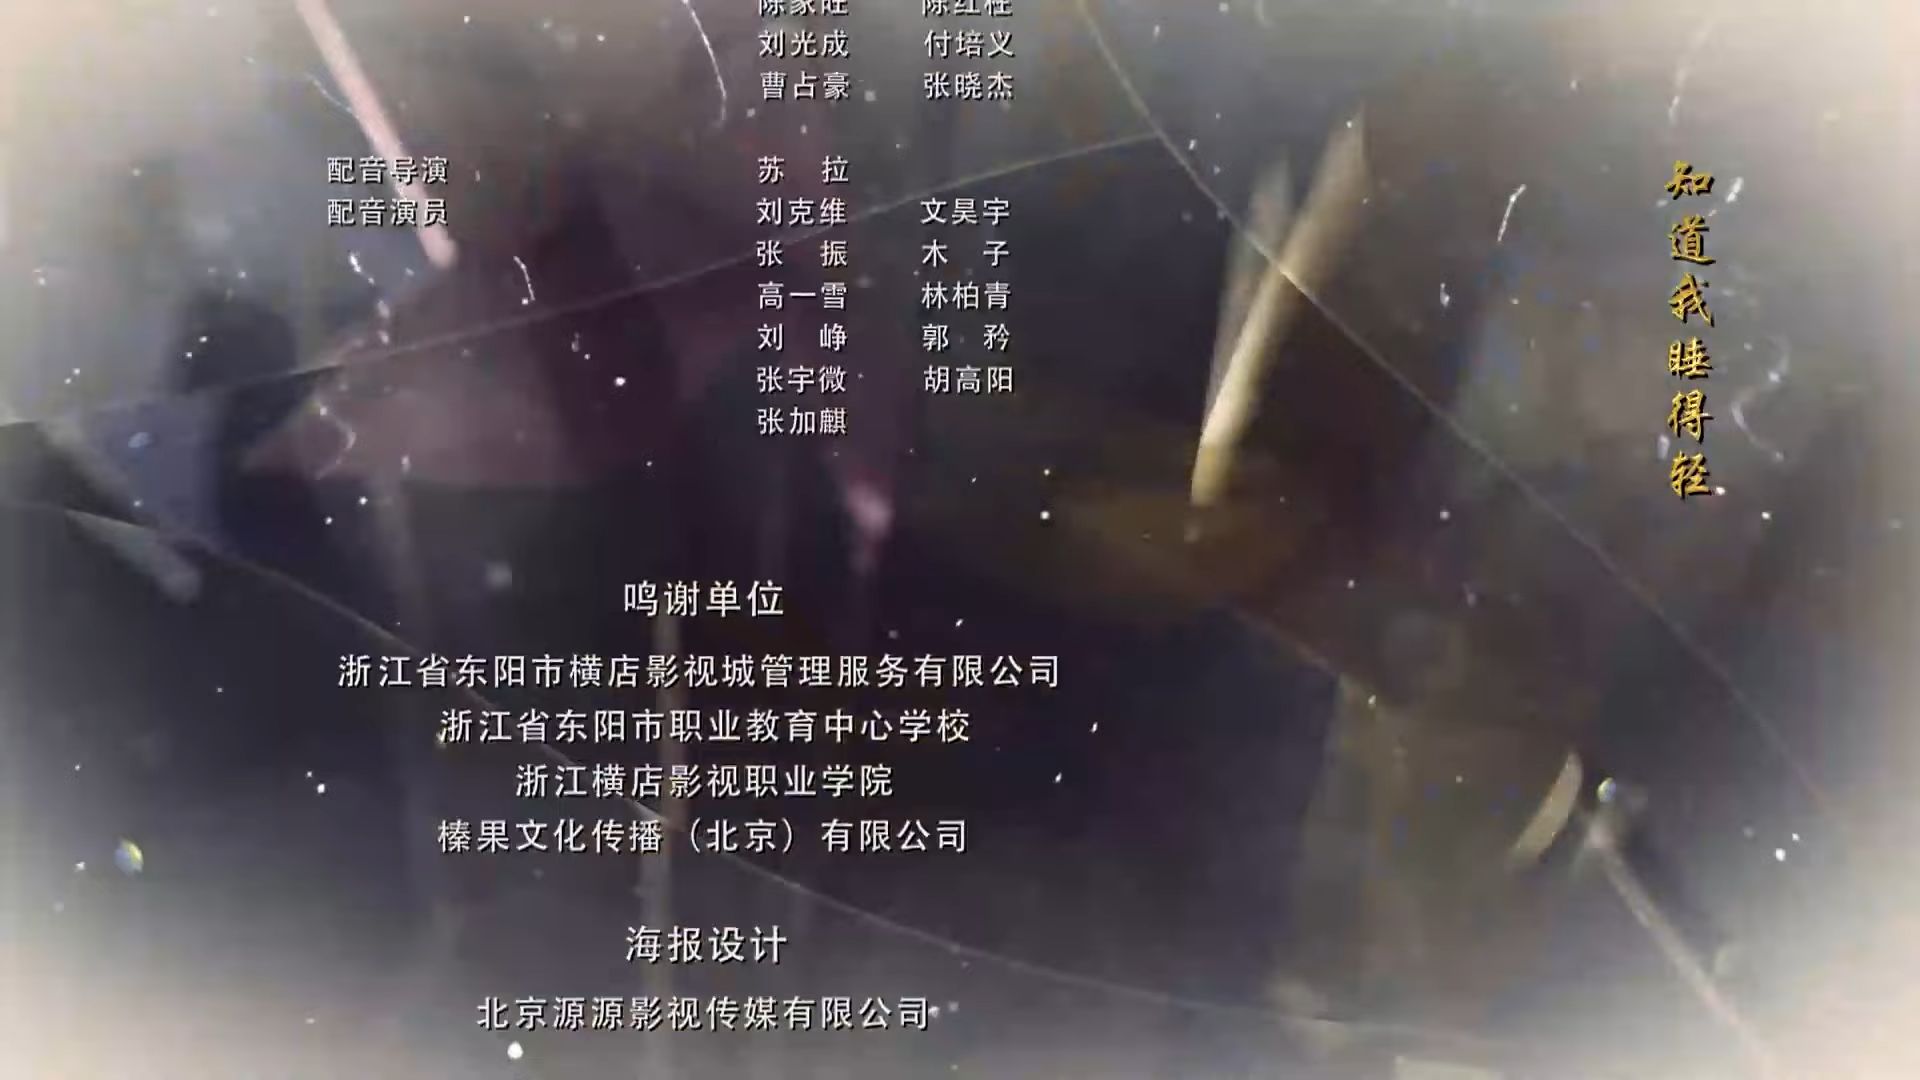 陈家旺 陈红柱
刘光成 付培义
曹占豪 张晓杰
配音导演 苏 拉
配音演员 刘克维 文昊宇
张 振 木 子
高一雪 林柏青
刘 峥 郭 矜
张宇微 胡高阳
张加麒
鸣谢单位
浙江省东阳市横店影视城管理服务有限公司
浙江省东阳市职业教育中心学校
浙江横店影视职业学院
榛果文化传播（北京）有限公司
海报设计
北京源源影视传媒有限公司
知道我睡得轻